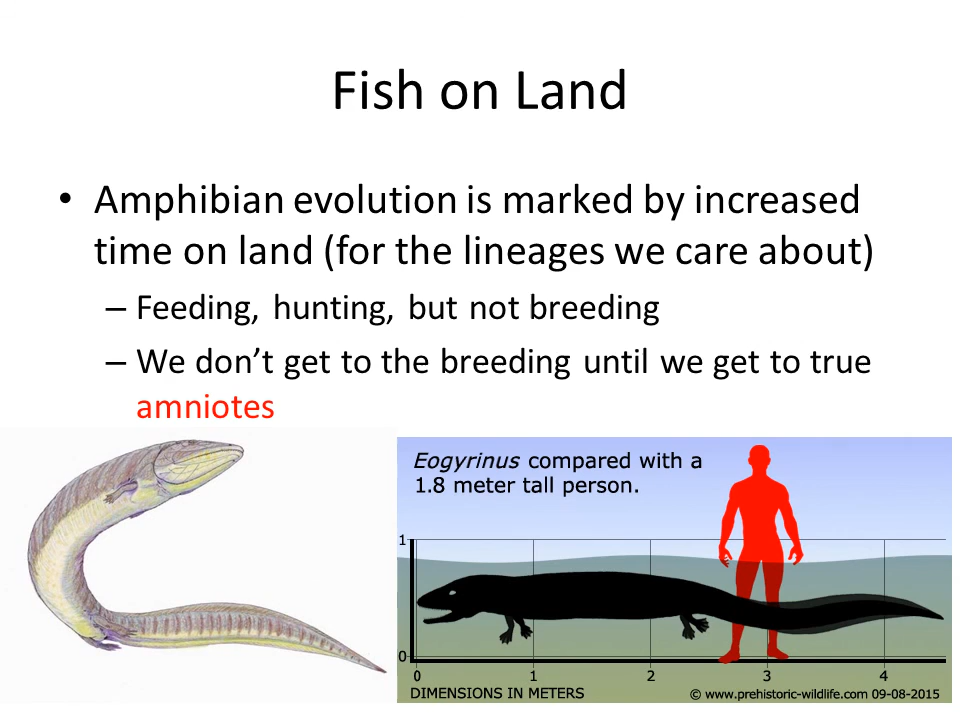 Fish on Land
• Amphibian evolution is marked by increased
time on land (for the lineages we care about)
– Feeding, hunting, but not breeding
– We don’t get to the breeding until we get to true
amniotes
Eogyrinus compared with a
1.8 meter tall person.
1
0
0 1 2 3 4
DIMENSIONS IN METERS © www.prehistoric-wildlife.com 09-08-2015